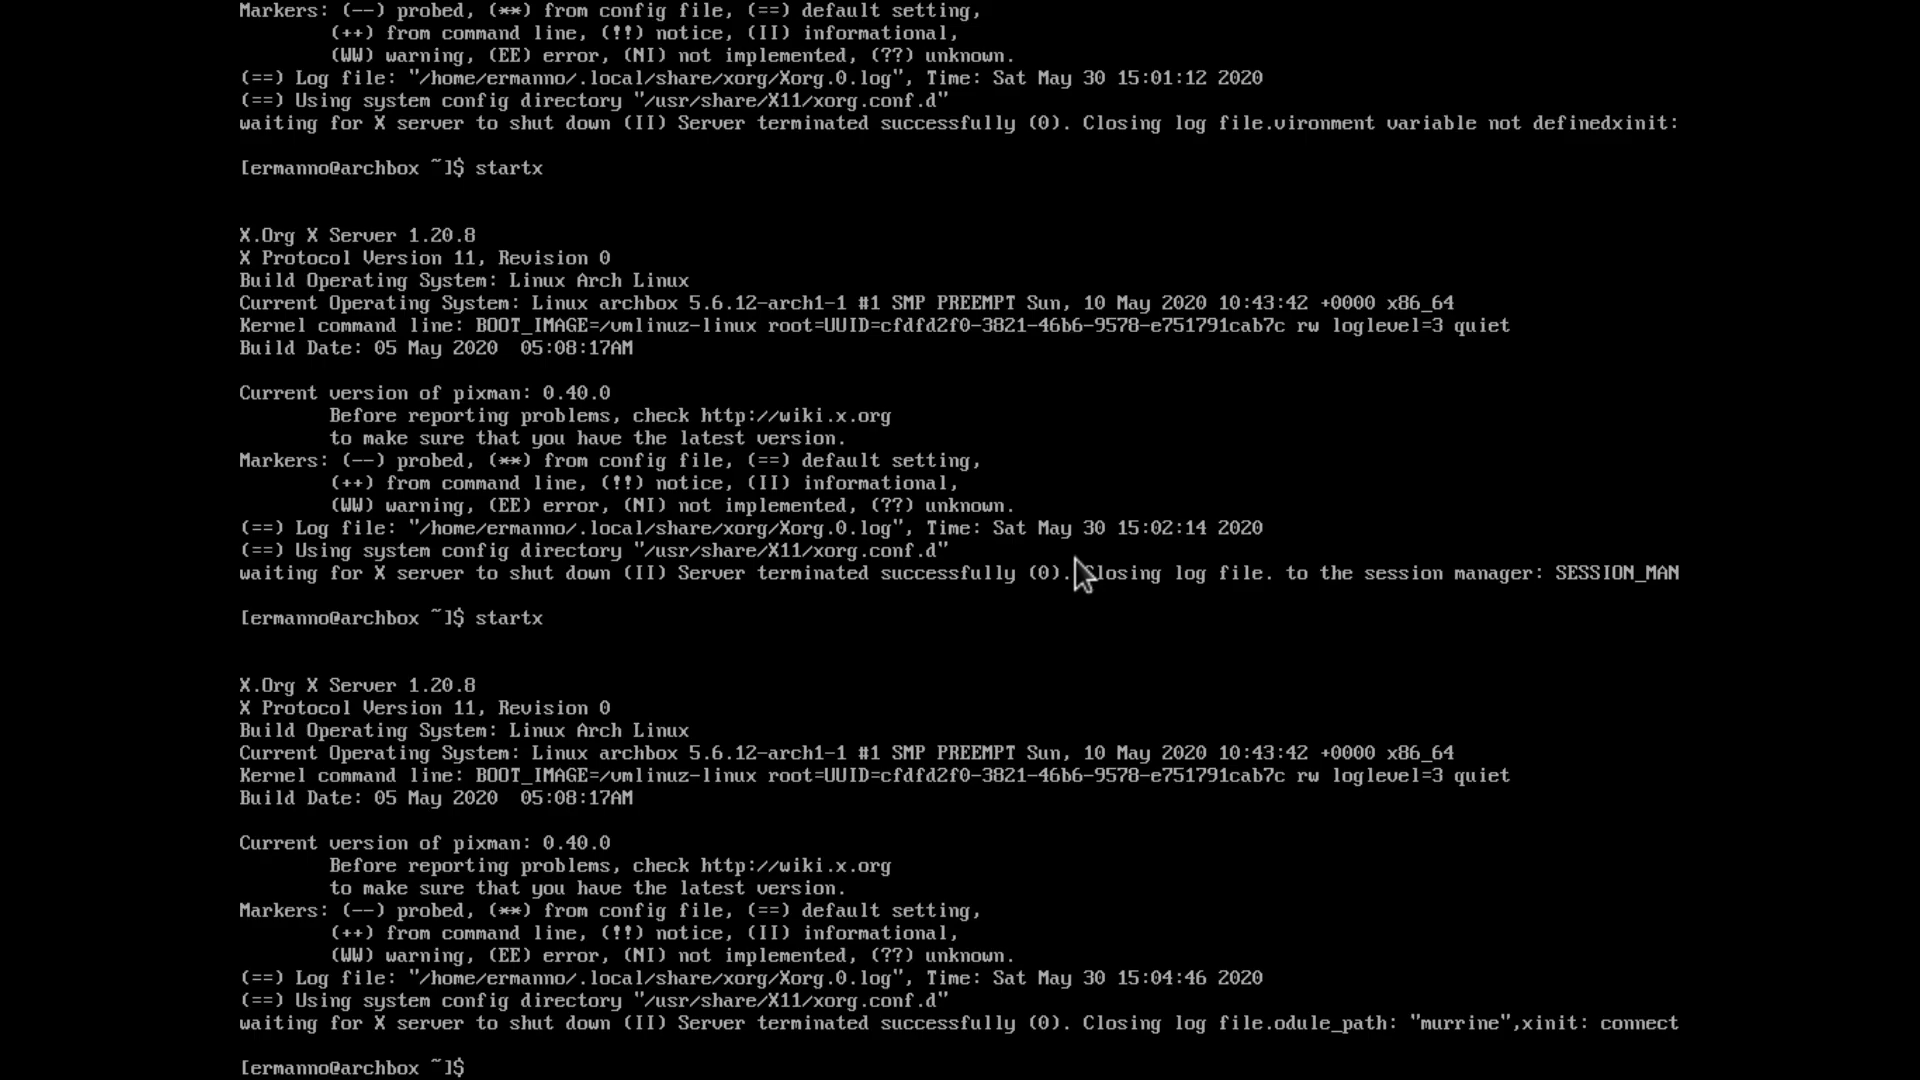 Markers: (--) probed, (**) from config file, (==) default setting,
        (++) from command line, (!!) notice, (II) informational,
        (WW) warning, (EE) error, (NI) not implemented, (??) unknown.
(==) Log file: "/home/ermanno/.local/share/xorg/Xorg.0.log", Time: Sat May 30 15:01:12 2020
(==) Using system config directory "/usr/share/X11/xorg.conf.d"
waiting for X server to shut down (II) Server terminated successfully (0). Closing log file.vironment variable not definedxinit:
[ermanno@archbox ~]$ startx
X.Org X Server 1.20.8
X Protocol Version 11, Revision 0
Build Operating System: Linux Arch Linux
Current Operating System: Linux archbox 5.6.12-arch1-1 #1 SMP PREEMPT Sun, 10 May 2020 10:43:42 +0000 x86_64
Kernel command line: BOOT_IMAGE=/vmlinuz-linux root=UUID=cfdfd2f0-3821-46b6-9578-e751791cab7c rw loglevel=3 quiet
Build Date: 05 May 2020  05:08:17AM
Current version of pixman: 0.40.0
        Before reporting problems, check http://wiki.x.org
        to make sure that you have the latest version.
Markers: (--) probed, (**) from config file, (==) default setting,
        (++) from command line, (!!) notice, (II) informational,
        (WW) warning, (EE) error, (NI) not implemented, (??) unknown.
(==) Log file: "/home/ermanno/.local/share/xorg/Xorg.0.log", Time: Sat May 30 15:02:14 2020
(==) Using system config directory "/usr/share/X11/xorg.conf.d"
waiting for X server to shut down (II) Server terminated successfully (0). Closing log file. to the session manager: SESSION_MAN
[ermanno@archbox ~]$ startx
X.Org X Server 1.20.8
X Protocol Version 11, Revision 0
Build Operating System: Linux Arch Linux
Current Operating System: Linux archbox 5.6.12-arch1-1 #1 SMP PREEMPT Sun, 10 May 2020 10:43:42 +0000 x86_64
Kernel command line: BOOT_IMAGE=/vmlinuz-linux root=UUID=cfdfd2f0-3821-46b6-9578-e751791cab7c rw loglevel=3 quiet
Build Date: 05 May 2020  05:08:17AM
Current version of pixman: 0.40.0
        Before reporting problems, check http://wiki.x.org
        to make sure that you have the latest version.
Markers: (--) probed, (**) from config file, (==) default setting,
        (++) from command line, (!!) notice, (II) informational,
        (WW) warning, (EE) error, (NI) not implemented, (??) unknown.
(==) Log file: "/home/ermanno/.local/share/xorg/Xorg.0.log", Time: Sat May 30 15:04:46 2020
(==) Using system config directory "/usr/share/X11/xorg.conf.d"
waiting for X server to shut down (II) Server terminated successfully (0). Closing log file.odule_path: "murrine",xinit: connect
[ermanno@archbox ~]$